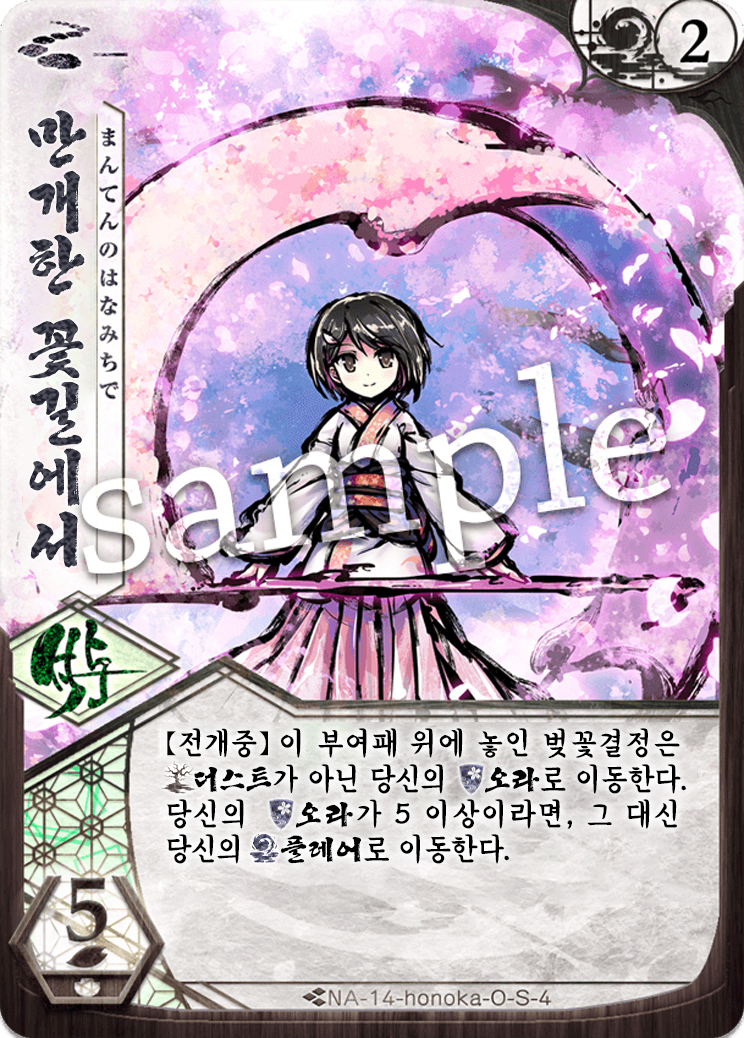 2
만개한 꽃길에서
まんてんのはなみちで
sample
부여
【전개중】이 부여패 위에 놓인 벚꽃결정은
더스트가 아닌 당신의 오라로 이동한다.
당신의 오라가 5 이상이라면, 그 대신
당신의 플레어로 이동한다.
5
NA-14-honoka-O-S-4